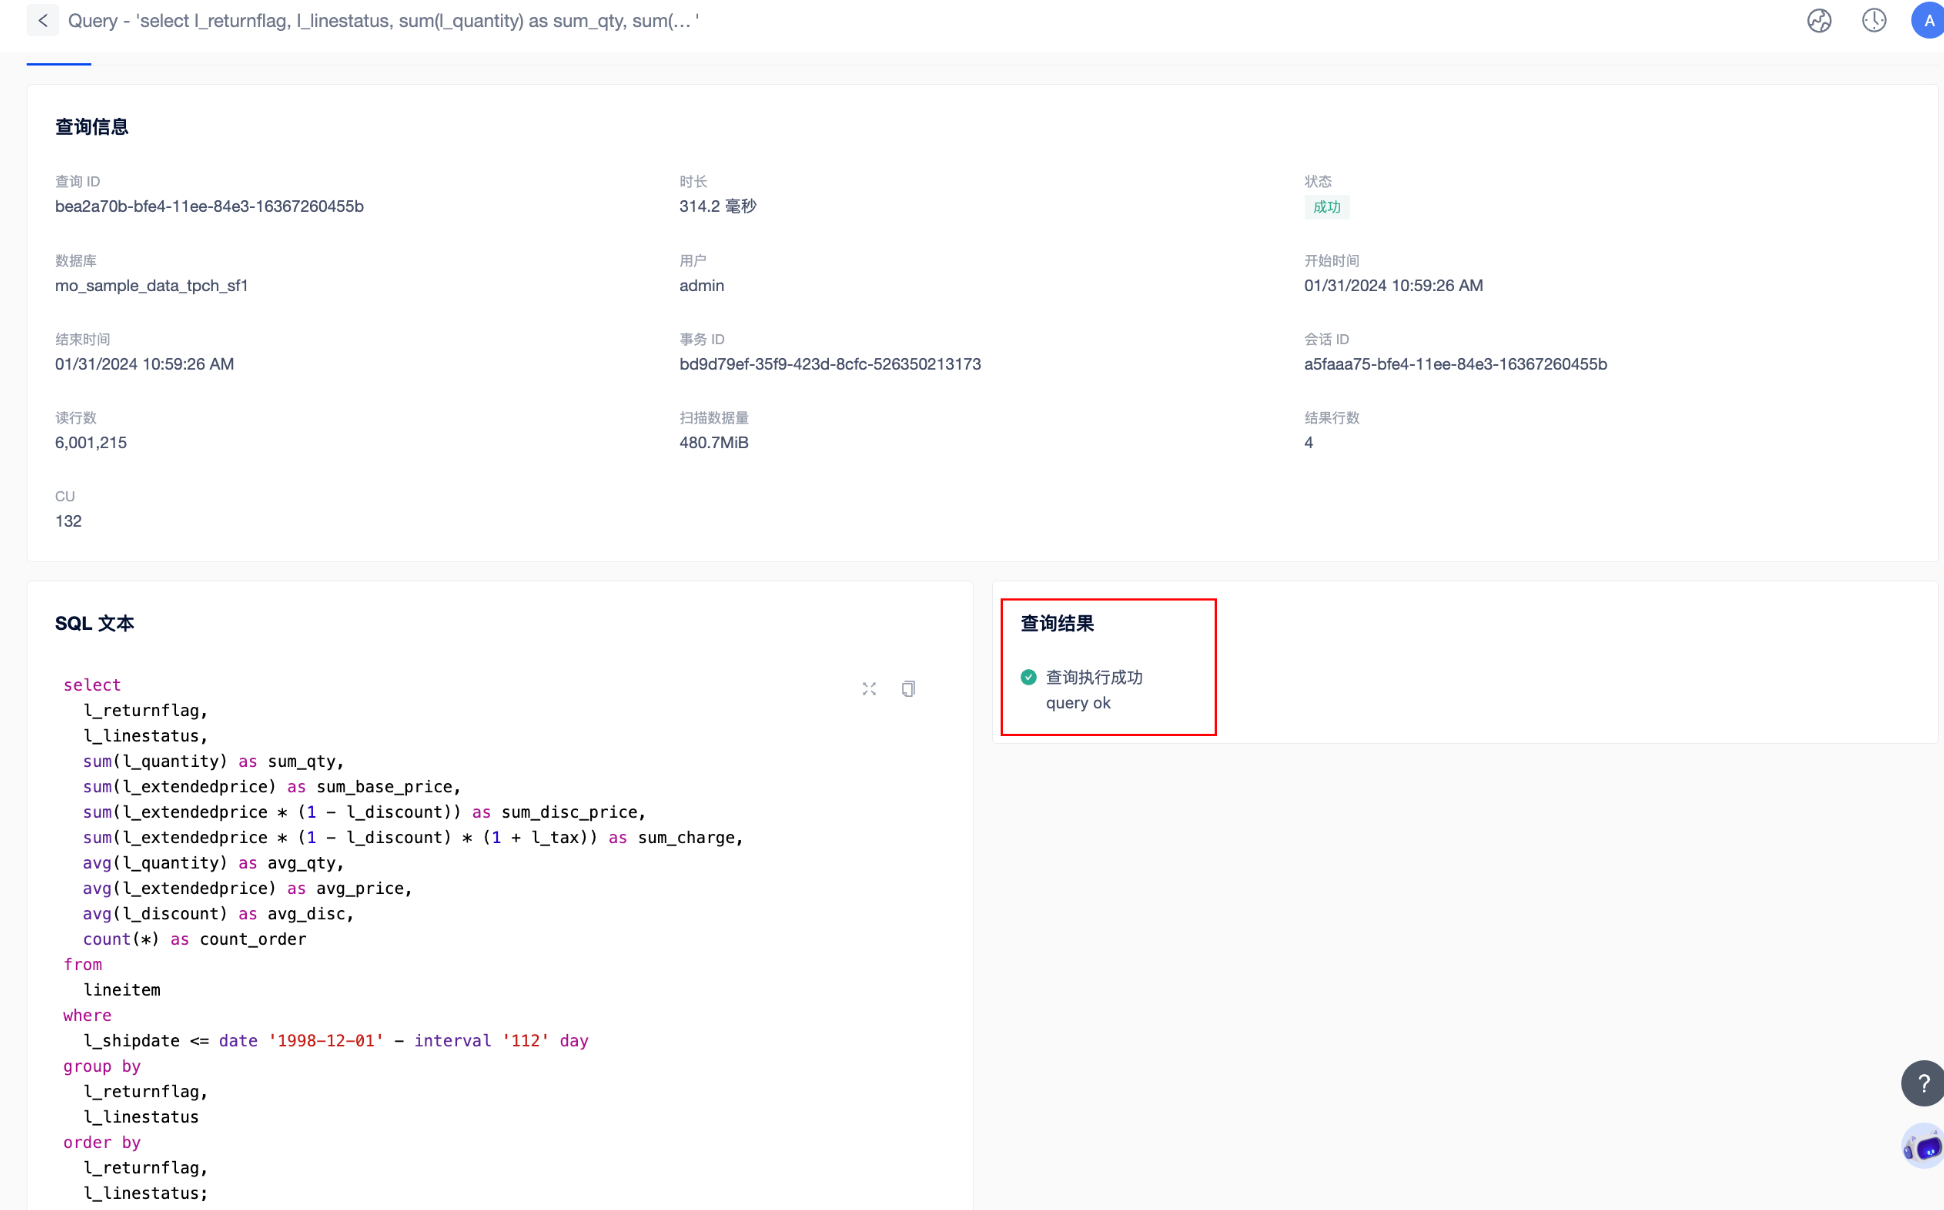 Query - 'select l_returnflag, l_linestatus, sum(l_quantity) as sum_qty, sum(... '
A
查询信息
查询 ID
时长
状态
bea2a70b-bfe4-11ee-84e3-16367260455b
314.2 毫秒
成功
数据库
用户
开始时间
mo_sample_data_tpch_sf1
admin
01/31/2024 10:59:26 AM
结束时间
事务 ID
会话 ID
01/31/2024 10:59:26 AM
bd9d79ef-35f9-423d-8cfc-526350213173
a5faaa75-bfe4-11ee-84e3-16367260455b
读行数
扫描数据量
结果行数
6,001,215
480.7MiB
4
CU
132
SQL 文本
select
l_returnflag,
l_linestatus,
sum(l_quantity) as sum_qty,
sum(l_extendedprice) as sum_base_price,
sum(l_extendedprice * (1 - l_discount)) as sum_disc_price,
sum(l_extendedprice * (1 - l_discount) * (1 + l_tax)) as sum_charge,
avg(l_quantity) as avg_qty,
avg(l_extendedprice) as avg_price,
avg(l_discount) as avg_disc,
count(*) as count_order
from
lineitem
where
l_shipdate <= date '1998-12-01' - interval '112' day
group by
l_returnflag,
l_linestatus
order by
l_returnflag,
l_linestatus;
查询结果
查询执行成功
query ok
?